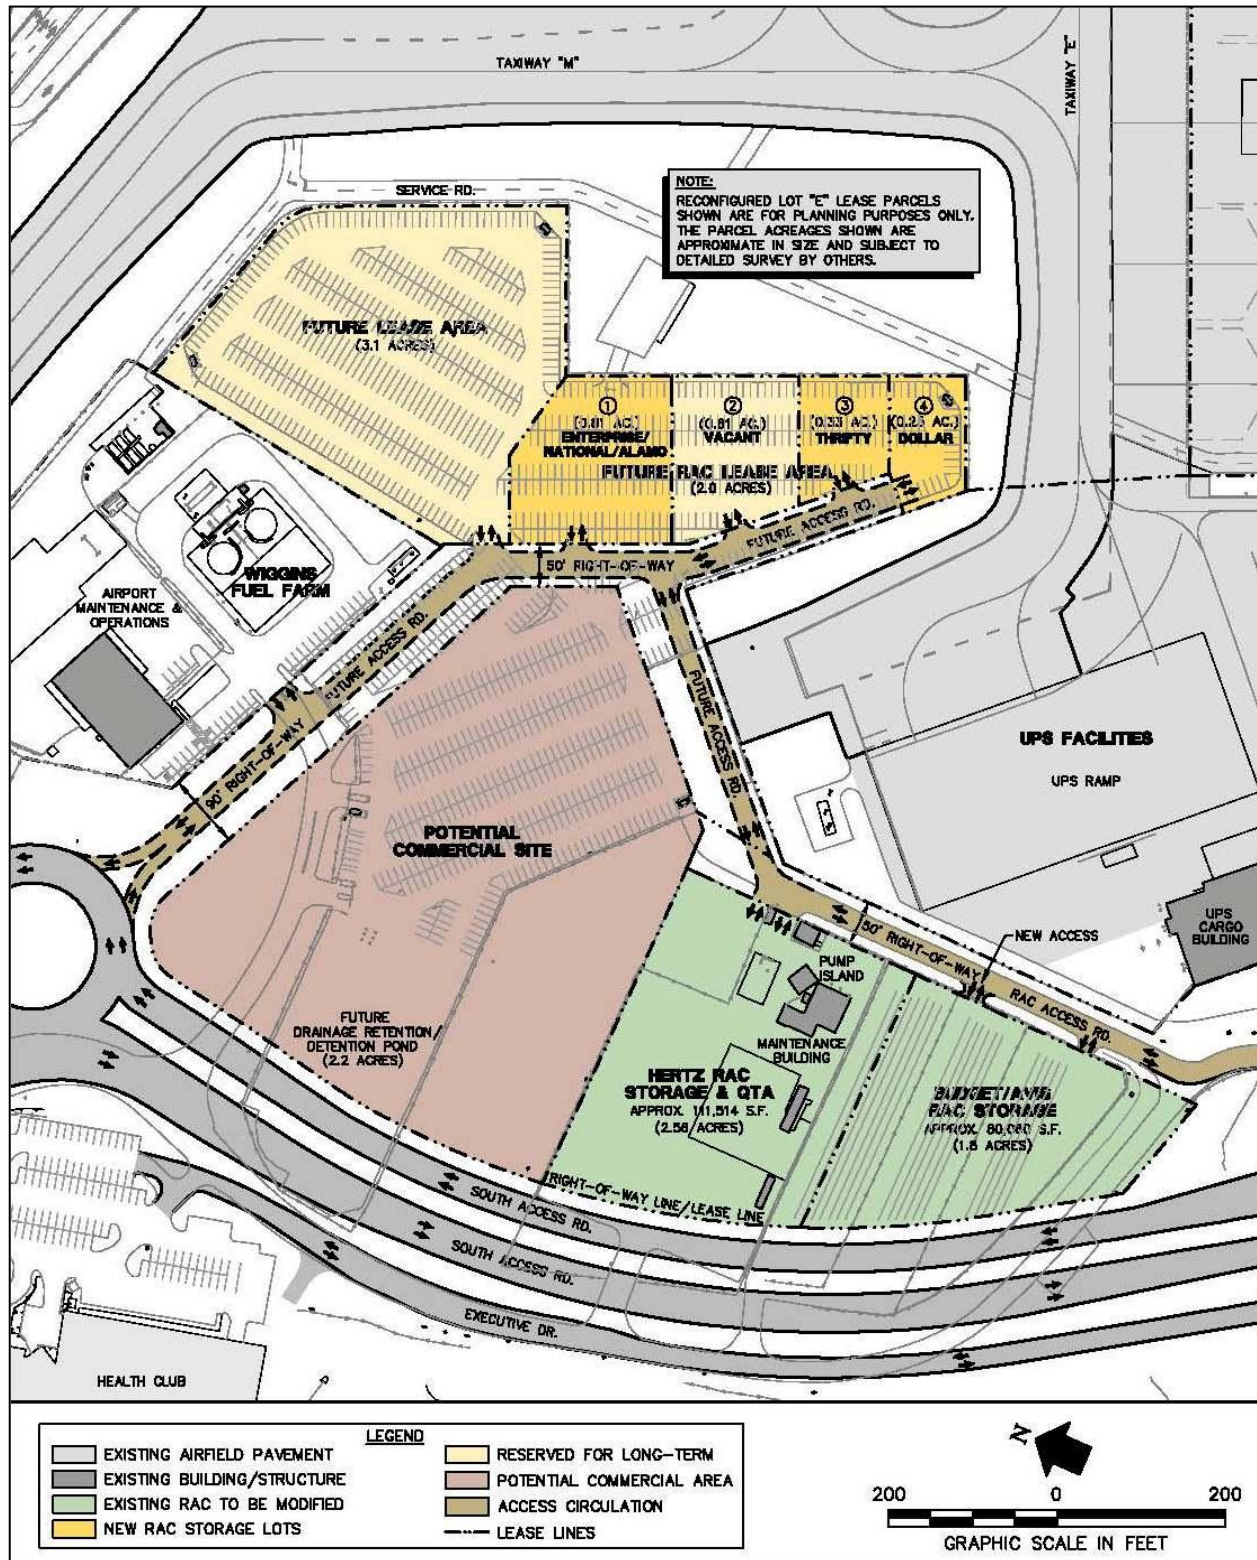 TAXIWAY "M"
TAXIWAY "E"
SERVICE RD.
NOTE:
RECONFIGURED LOT "E" LEASE PARCELS
SHOWN ARE FOR PLANNING PURPOSES ONLY.
THE PARCEL ACREAGES SHOWN ARE
APPROXIMATE IN SIZE AND SUBJECT TO
DETAILED SURVEY BY OTHERS.
FUTURE LEASE AREA
(3.1 ACRES)
1
(0.81 AC.)
ENTERPRISE/
NATIONAL/ALAMO
2
(0.61 AC.)
VACANT
3
(0.33 AC.)
THRIFTY
4
AC.)
DOLLAR
FUTURE RAC LEASE AREA
(2.0 ACRES)
FUTURE ACCESS RD.
50' RIGHT-OF-WAY
WIGGINS
FUEL FARM
AIRPORT
MAINTENANCE &
OPERATIONS
FUTURE ACCESS RD.
90' RIGHT-OF-WAY
FUTURE ACCESS RD.
UPS FACILITIES
UPS RAMP
POTENTIAL
COMMERCIAL SITE
UPS
CARGO
BUILDING
NEW ACCESS
50' RIGHT-OF-WAY
RAC ACCESS RD.
PUMP
ISLAND
MAINTENANCE
BUILDING
FUTURE
DRAINAGE RETENTION/
DETENTION POND
(2.2 ACRES)
HERTZ RAC
STORAGE & QTA
APPROX. 111,514 S.F.
(2.56 ACRES)
BUDGET/AVIS
RAC STORAGE
APPROX. S.F.
(1.8 ACRES)
RIGHT-OF-WAY LINE/LEASE LINE
SOUTH ACCESS RD.
SOUTH ACCESS RD.
EXECUTIVE DR.
HEALTH CLUB
LEGEND
EXISTING AIRFIELD PAVEMENT
EXISTING BUILDING/STRUCTURE
EXISTING RAC TO BE MODIFIED
NEW RAC STORAGE LOTS
RESERVED FOR LONG-TERM
POTENTIAL COMMERCIAL AREA
ACCESS CIRCULATION
LEASE LINES
N
200 0 200
GRAPHIC SCALE IN FEET